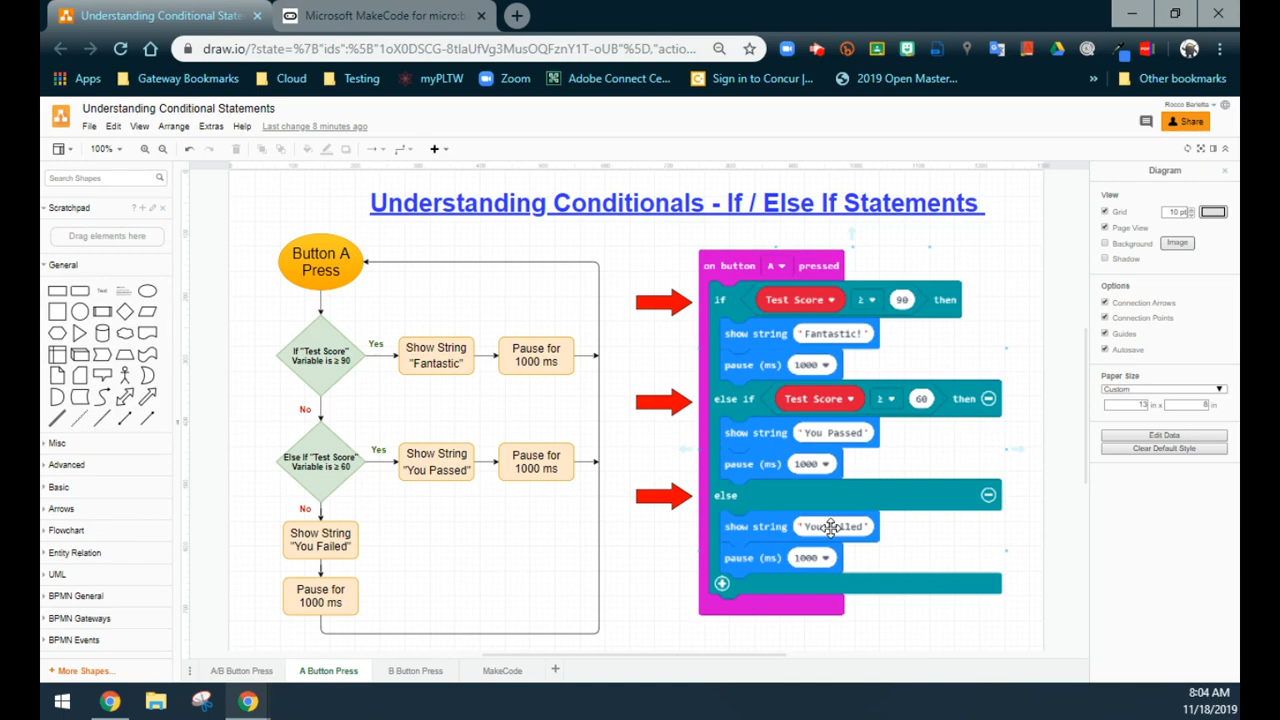 Understanding Conditional State
Microsoft MakeCode for micro:b
draw.io/?state=%7B"ids"%3A%5B"1oX0DSCG-8tlaUfVg3MusOQFznY1T-oUB"%5D,"actio...
Apps
Gateway Bookmarks
Cloud
Testing
myPLTW
Zoom
Adobe Connect Ce...
Sign in to Concur |...
2019 Open Master...
»
Other bookmarks
Understanding Conditional Statements
Rocco Barletta
File Edit View Arrange Extras Help Last change 8 minutes ago
Share
100%
Search Shapes
Scratchpad
Drag elements here
General
Text
Misc
Advanced
Basic
Arrows
Flowchart
Entity Relation
UML
BPMN General
BPMN Gateways
BPMN Events
+ More Shapes...
Understanding Conditionals - If / Else If Statements
Button A
Press
If "Test Score"
Variable is ≥ 90
Yes
Show String
"Fantastic"
Pause for
1000 ms
No
Else If "Test Score"
Variable is ≥ 60
Yes
Show String
"You Passed"
Pause for
1000 ms
No
Show String
"You Failed"
Pause for
1000 ms
on button A pressed
if Test Score ≥ 90 then
show string "Fantastic!"
pause (ms) 1000
else if Test Score ≥ 60 then
show string "You Passed"
pause (ms) 1000
else
show string
pause (ms) 1000
Diagram
View
Grid 10 pt
Page View
Background Image
Shadow
Options
Connection Arrows
Connection Points
Guides
Autosave
Paper Size
Custom
13 in x 8 in
Edit Data
Clear Default Style
A/B Button Press
A Button Press
B Button Press
MakeCode
8:04 AM
11/18/2019